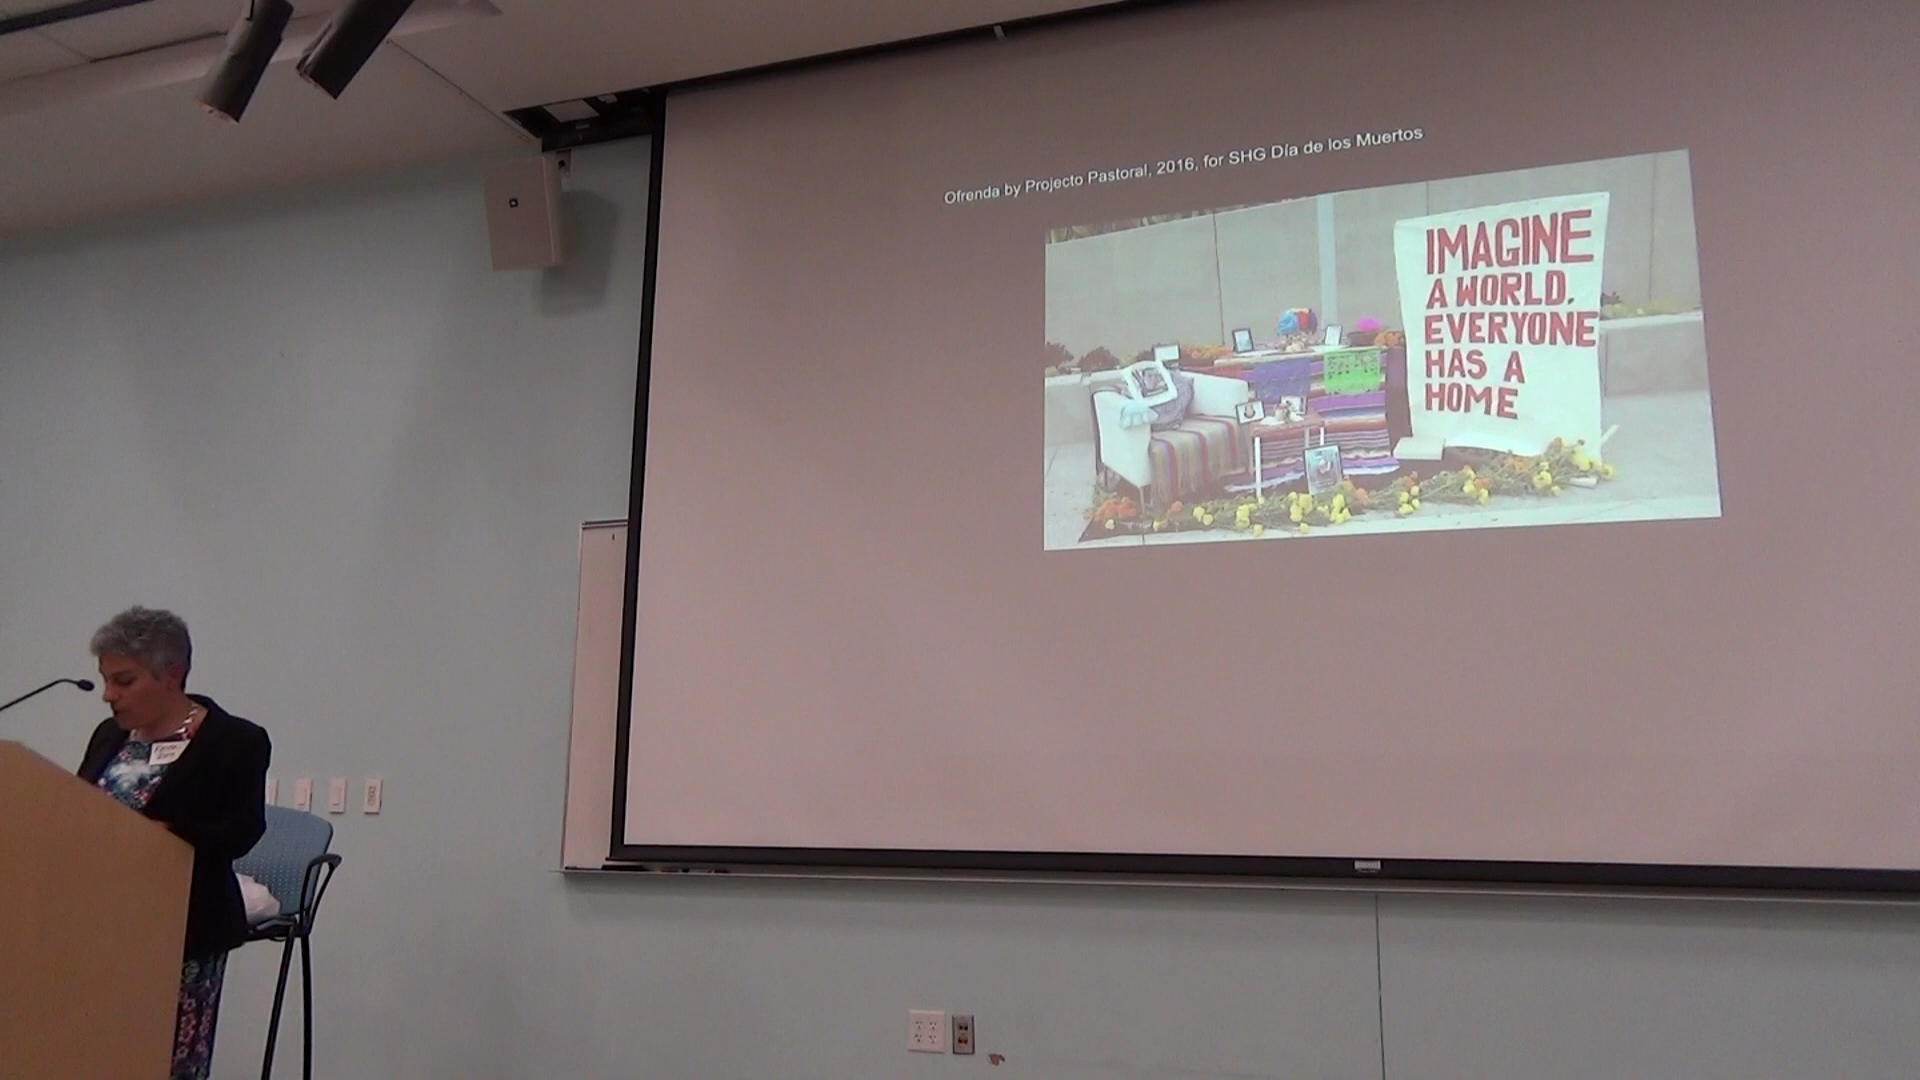 Ofrenda by Projecto Pastoral, 2016, for SHG Día de los Muertos
IMAGINE
A WORLD.
EVERYONE
HAS A
HOME